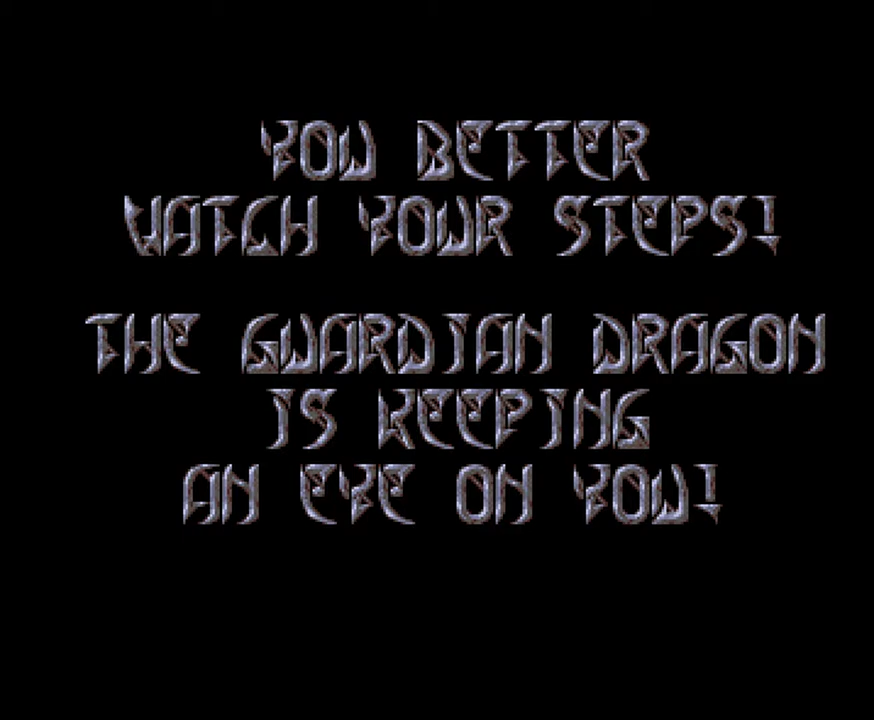 YOU BETTER
WATCH YOUR STEPS!
THE GUARDIAN DRAGON
IS KEEPING
AN EYE ON YOU!